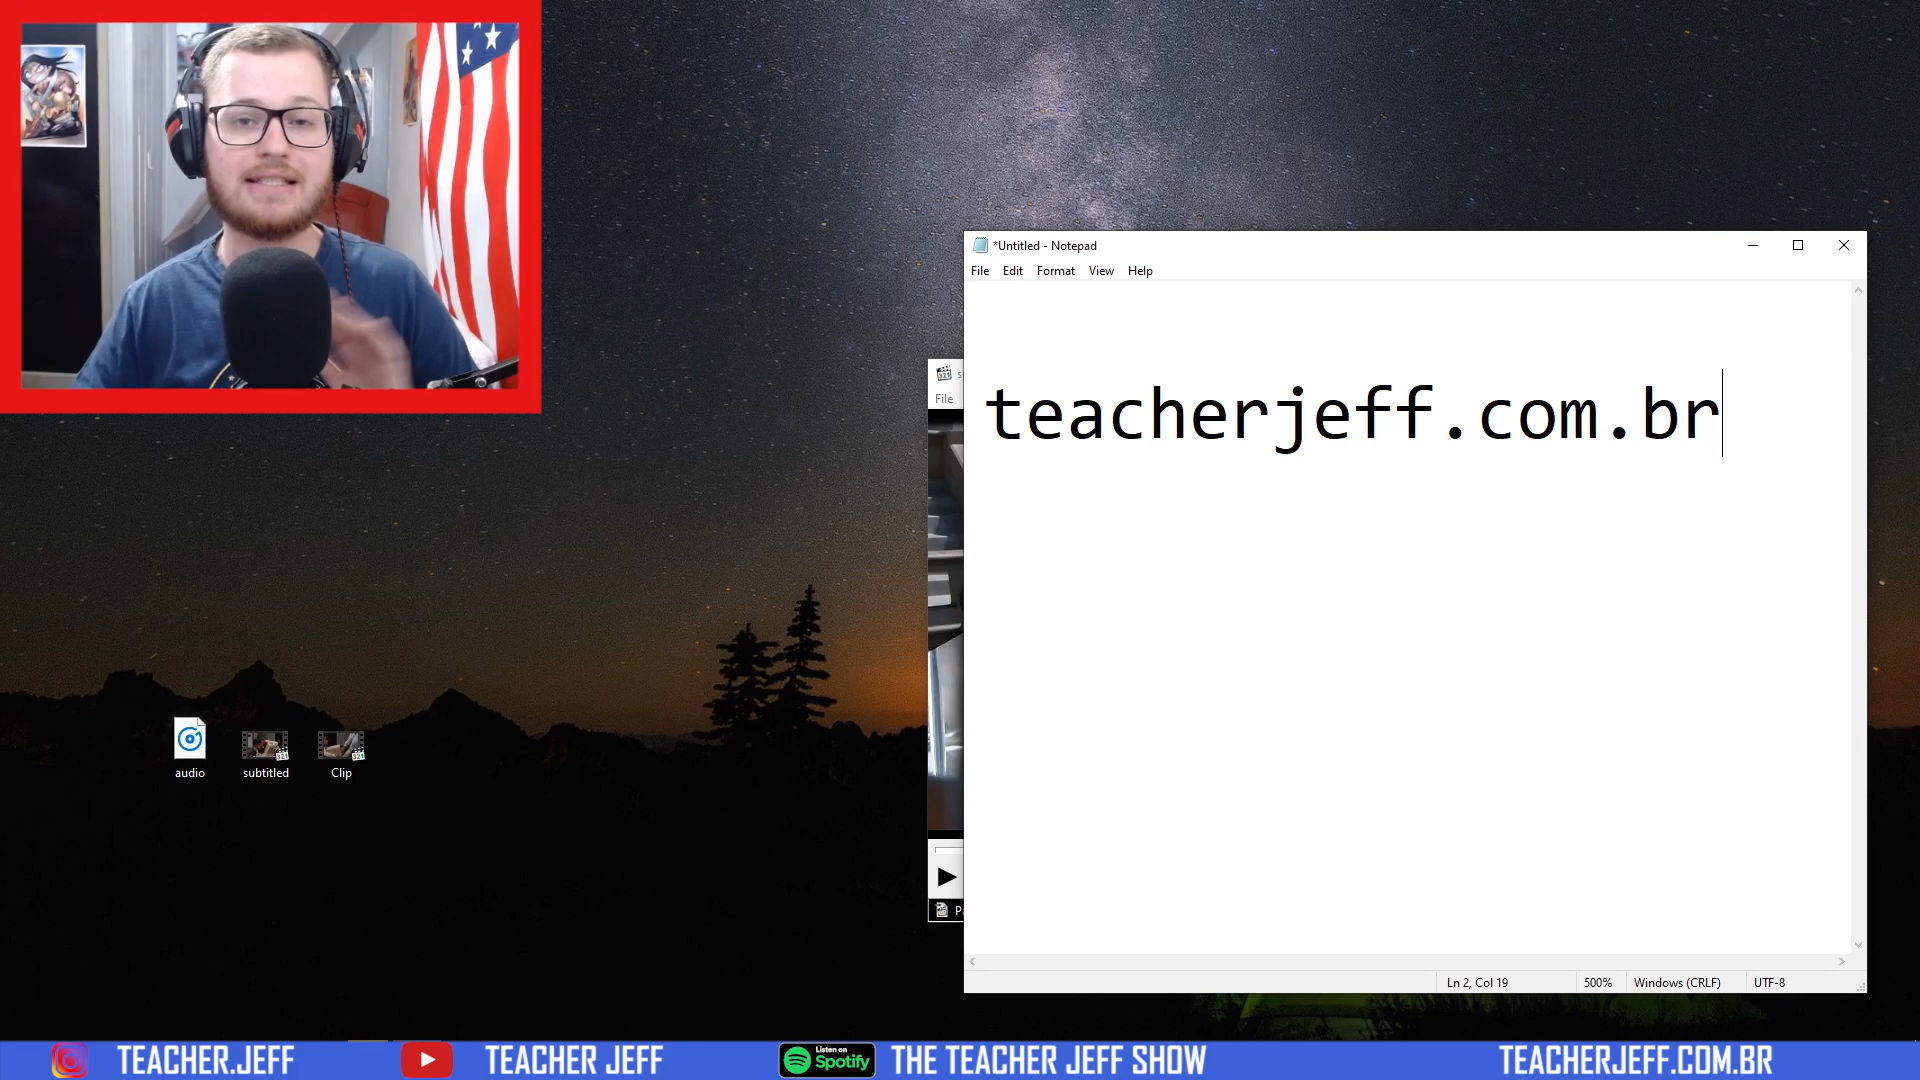 *Untitled - Notepad
File Edit Format View Help
teacherjeff.com.br
File
audio
subtitled
Clip
Ln 2, Col 19
500%
Windows (CRLF)
UTF-8
TEACHER.JEFF
TEACHER JEFF
Listen on
Spotify
THE TEACHER JEFF SHOW
TEACHERJEFF.COM.BR